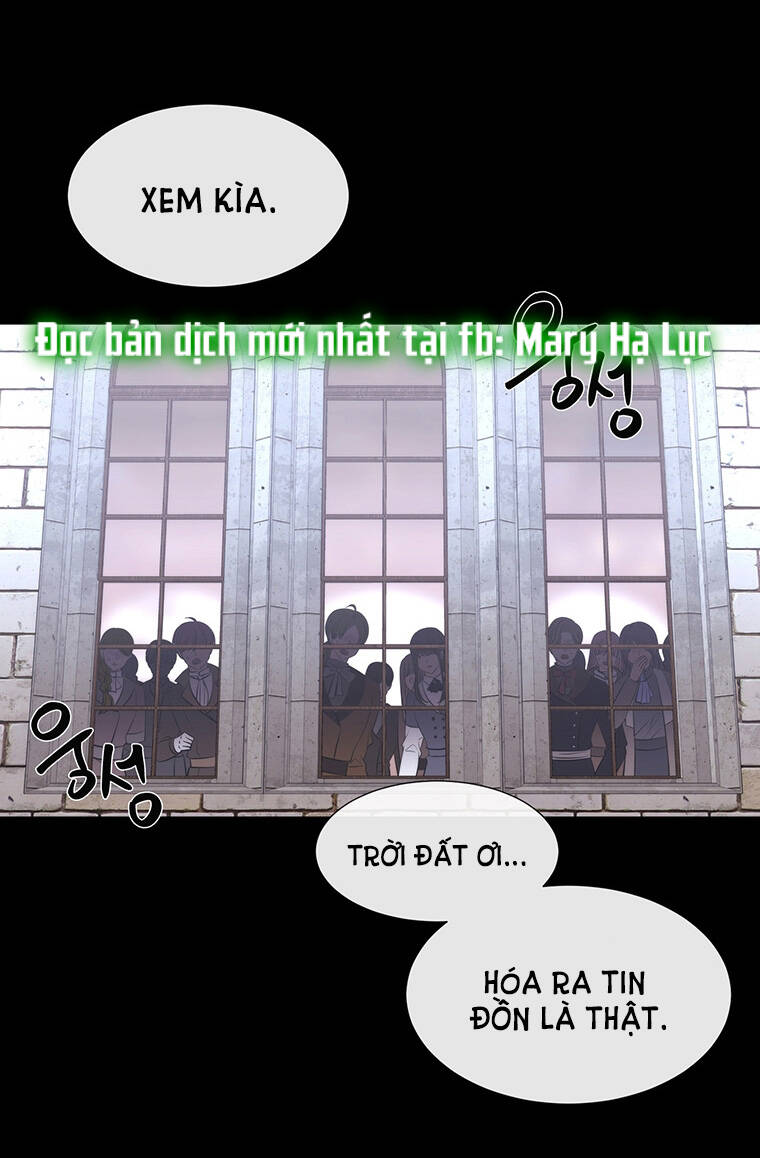 XEM KÌA.
Đọc bản dịch mới nhất tại fb: Mary Hạ Lục
웅성
웅성
TRỜI ĐẤT ƠI...
HÓA RA TIN
ĐỒN LÀ THẬT.